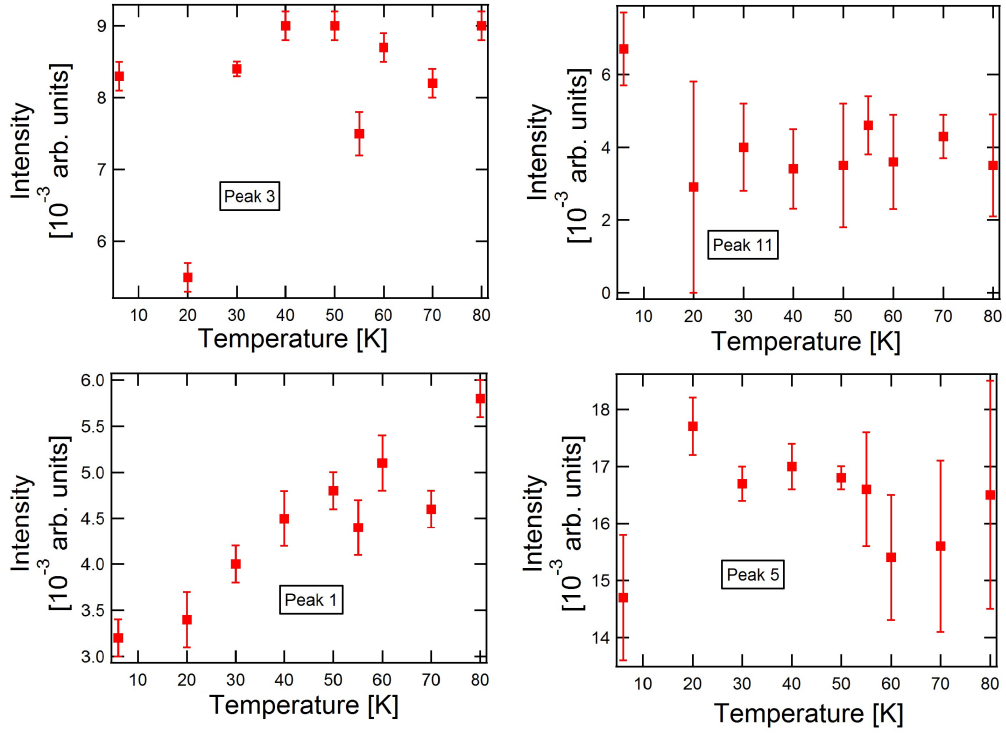 9
8
7
6
Intensity
[10⁻³ arb. units]
Peak 3
10 20 30 40 50 60 70 80
Temperature [K]
6
4
2
0
Intensity
[10⁻³ arb. units]
Peak 11
10 20 30 40 50 60 70 80
Temperature [K]
6.0
5.5
5.0
4.5
4.0
3.5
3.0
Intensity
[10⁻³ arb. units]
Peak 1
10 20 30 40 50 60 70 80
Temperature [K]
18
17
16
15
14
Intensity
[10⁻³ arb. units]
Peak 5
10 20 30 40 50 60 70 80
Temperature [K]